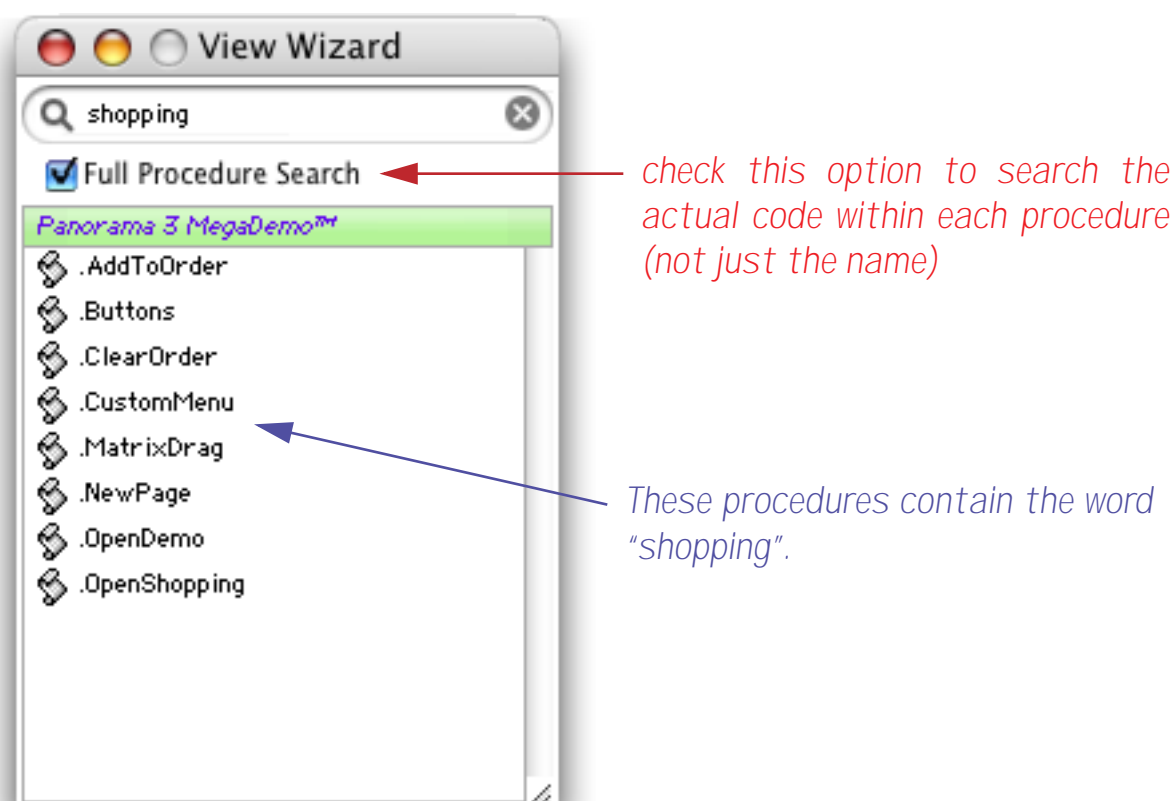 View Wizard
shopping
Full Procedure Search
check this option to search the
actual code within each procedure
(not just the name)
Panorama 3 MegaDemo™
.AddToOrder
.Buttons
.ClearOrder
.CustomMenu
.MatrixDrag
.NewPage
.OpenDemo
.OpenShopping
These procedures contain the word
“shopping”.